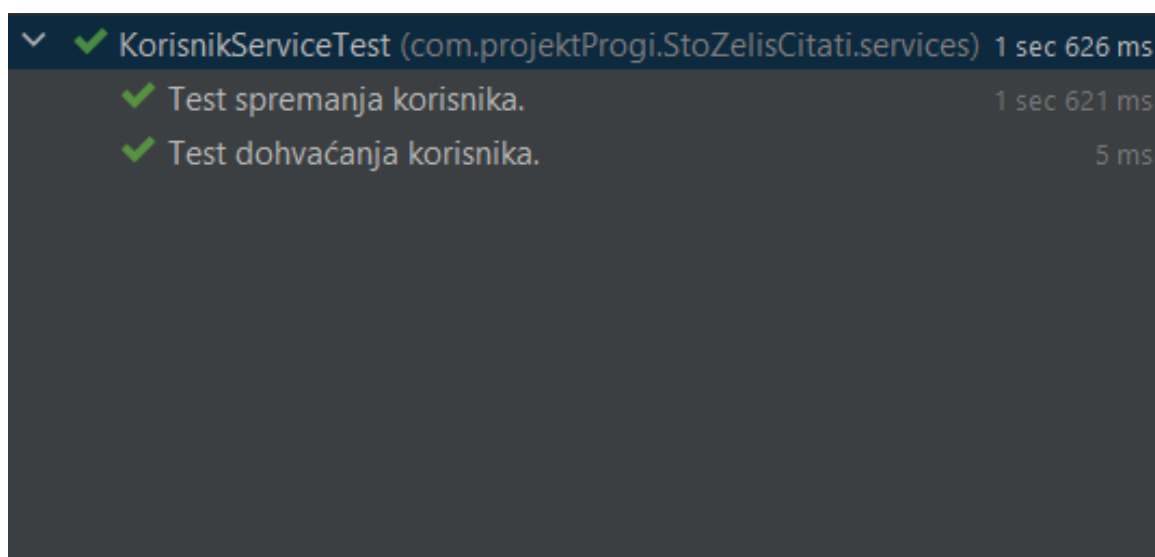 KorisnikServiceTest (com.projektProgi.StoZelisCitati.services) 1 sec 626 ms
Test spremanja korisnika. 1 sec 621 ms
Test dohvaćanja korisnika. 5 ms